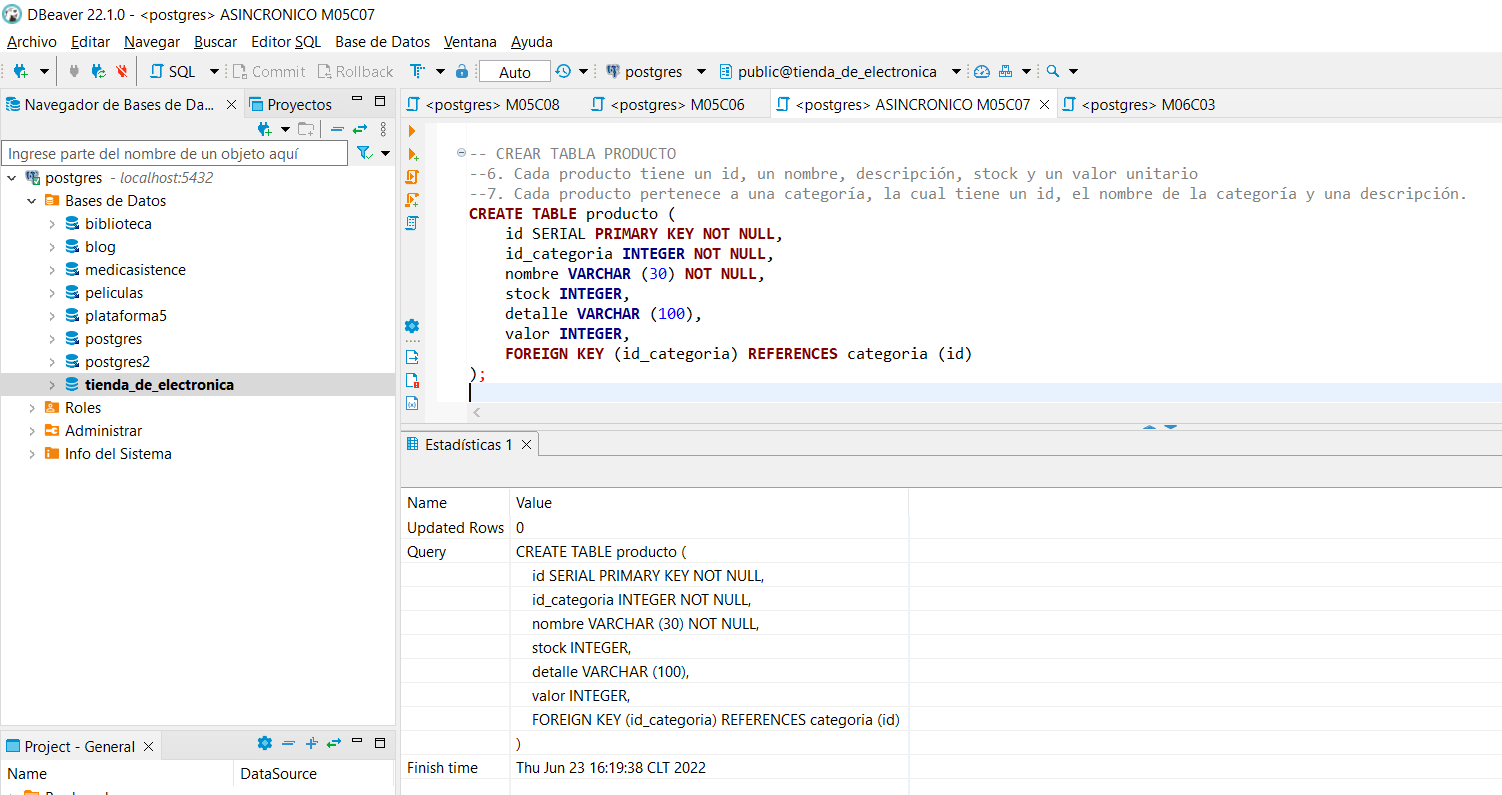 DBeaver 22.1.0 - <postgres> ASINCRONICO M05C07
Archivo Editar Navegar Buscar Editor SQL Base de Datos Ventana Ayuda
SQL Commit Rollback Auto postgres public@tienda_de_electronica
Navegador de Bases de Da... Proyectos
Ingrese parte del nombre de un objeto aquí
postgres - localhost:5432
Bases de Datos
biblioteca
blog
medicasistence
peliculas
plataforma5
postgres
postgres2
tienda_de_electronica
Roles
Administrar
Info del Sistema
Project - General
Name DataSource
<postgres> M05C08 <postgres> M05C06 <postgres> ASINCRONICO M05C07 <postgres> M06C03
-- CREAR TABLA PRODUCTO
--6. Cada producto tiene un id, un nombre, descripción, stock y un valor unitario
--7. Cada producto pertenece a una categoría, la cual tiene un id, el nombre de la categoría y una descripción.
CREATE TABLE producto (
id SERIAL PRIMARY KEY NOT NULL,
id_categoria INTEGER NOT NULL,
nombre VARCHAR (30) NOT NULL,
stock INTEGER,
detalle VARCHAR (100),
valor INTEGER,
FOREIGN KEY (id_categoria) REFERENCES categoria (id)
);
Estadísticas 1
Name Value
Updated Rows 0
Query CREATE TABLE producto (
id SERIAL PRIMARY KEY NOT NULL,
id_categoria INTEGER NOT NULL,
nombre VARCHAR (30) NOT NULL,
stock INTEGER,
detalle VARCHAR (100),
valor INTEGER,
FOREIGN KEY (id_categoria) REFERENCES categoria (id)
)
Finish time Thu Jun 23 16:19:38 CLT 2022